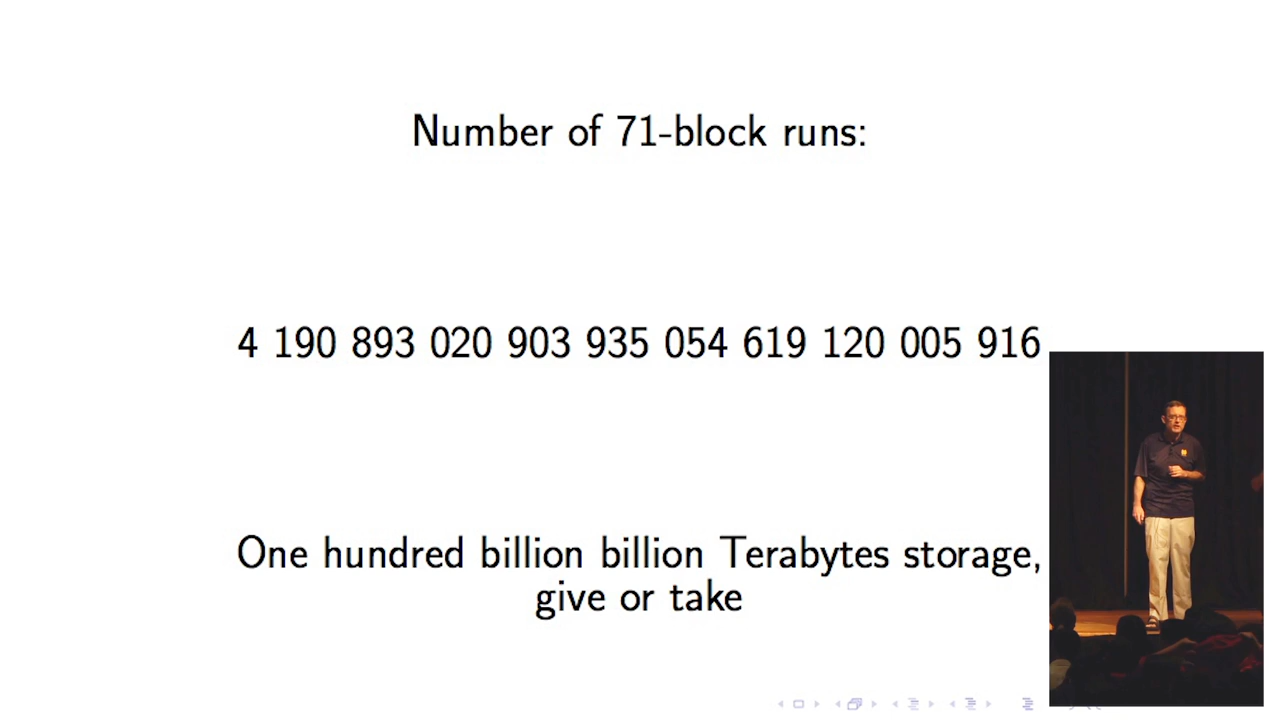 Number of 71-block runs:
4 190 893 020 903 935 054 619 120 005 916
One hundred billion billion Terabytes storage,
give or take